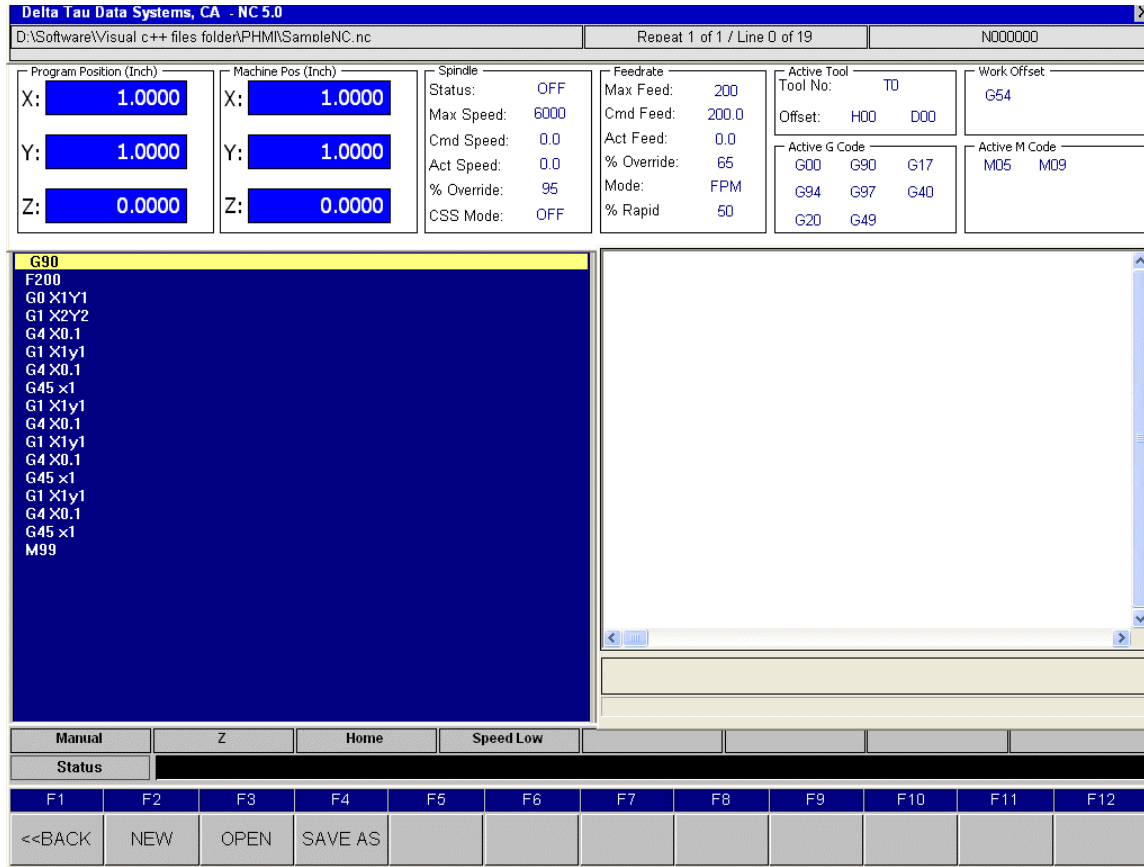 Delta Tau Data Systems, CA - NC 5.0
D:\Software\Visual c++ files folder\PHMI\SampleNC.nc
Repeat 1 of 1 / Line 0 of 19
N000000
Program Position (Inch)
X: 1.0000
Y: 1.0000
Z: 0.0000
Machine Pos (Inch)
X: 1.0000
Y: 1.0000
Z: 0.0000
Spindle
Status: OFF
Max Speed: 6000
Cmd Speed: 0.0
Act Speed: 0.0
% Override: 95
CSS Mode: OFF
Feedrate
Max Feed: 200
Cmd Feed: 200.0
Act Feed: 0.0
% Override: 65
Mode: FPM
% Rapid 50
Active Tool
Tool No: T0
Offset: H00 D00
Active G Code
G00 G90 G17
G94 G97 G40
G20 G49
Work Offset
G54
Active M Code
M05 M09
G90
F200
G0 X1Y1
G1 X2Y2
G4 X0.1
G1 X1y1
G4 X0.1
G45 x1
G1 X1y1
G4 X0.1
G1 X1y1
G4 X0.1
G45 x1
G1 X1y1
G4 X0.1
G45 x1
M99
Manual Z Home Speed Low
Status
F1 F2 F3 F4 F5 F6 F7 F8 F9 F10 F11 F12
<<BACK NEW OPEN SAVE AS